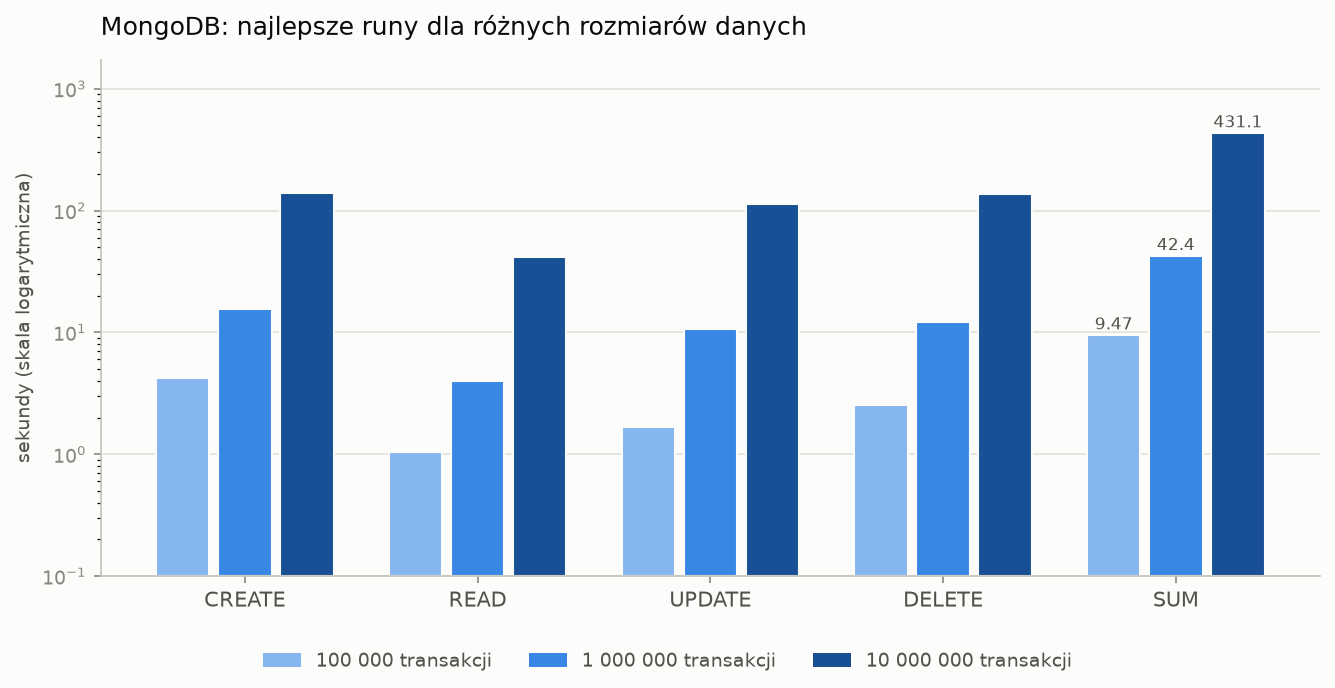 MongoDB: najlepsze runy dla różnych rozmiarów danych
sekundy (skala logarytmiczna)
10³
10²
10¹
10⁰
10⁻¹
9.47
42.4
431.1
CREATE
READ
UPDATE
DELETE
SUM
100 000 transakcji
1 000 000 transakcji
10 000 000 transakcji